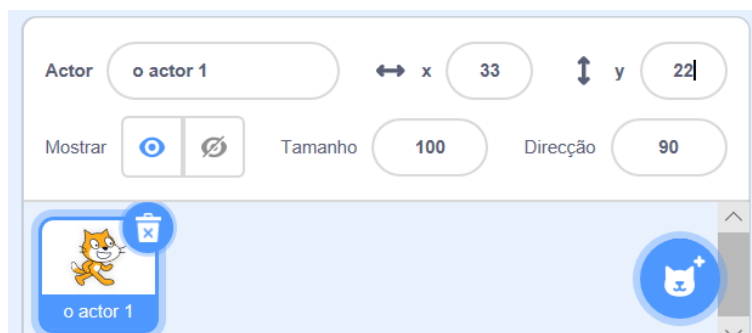 Actor o actor 1 x 33 y 22
Mostrar Tamanho 100 Direcção 90
o actor 1